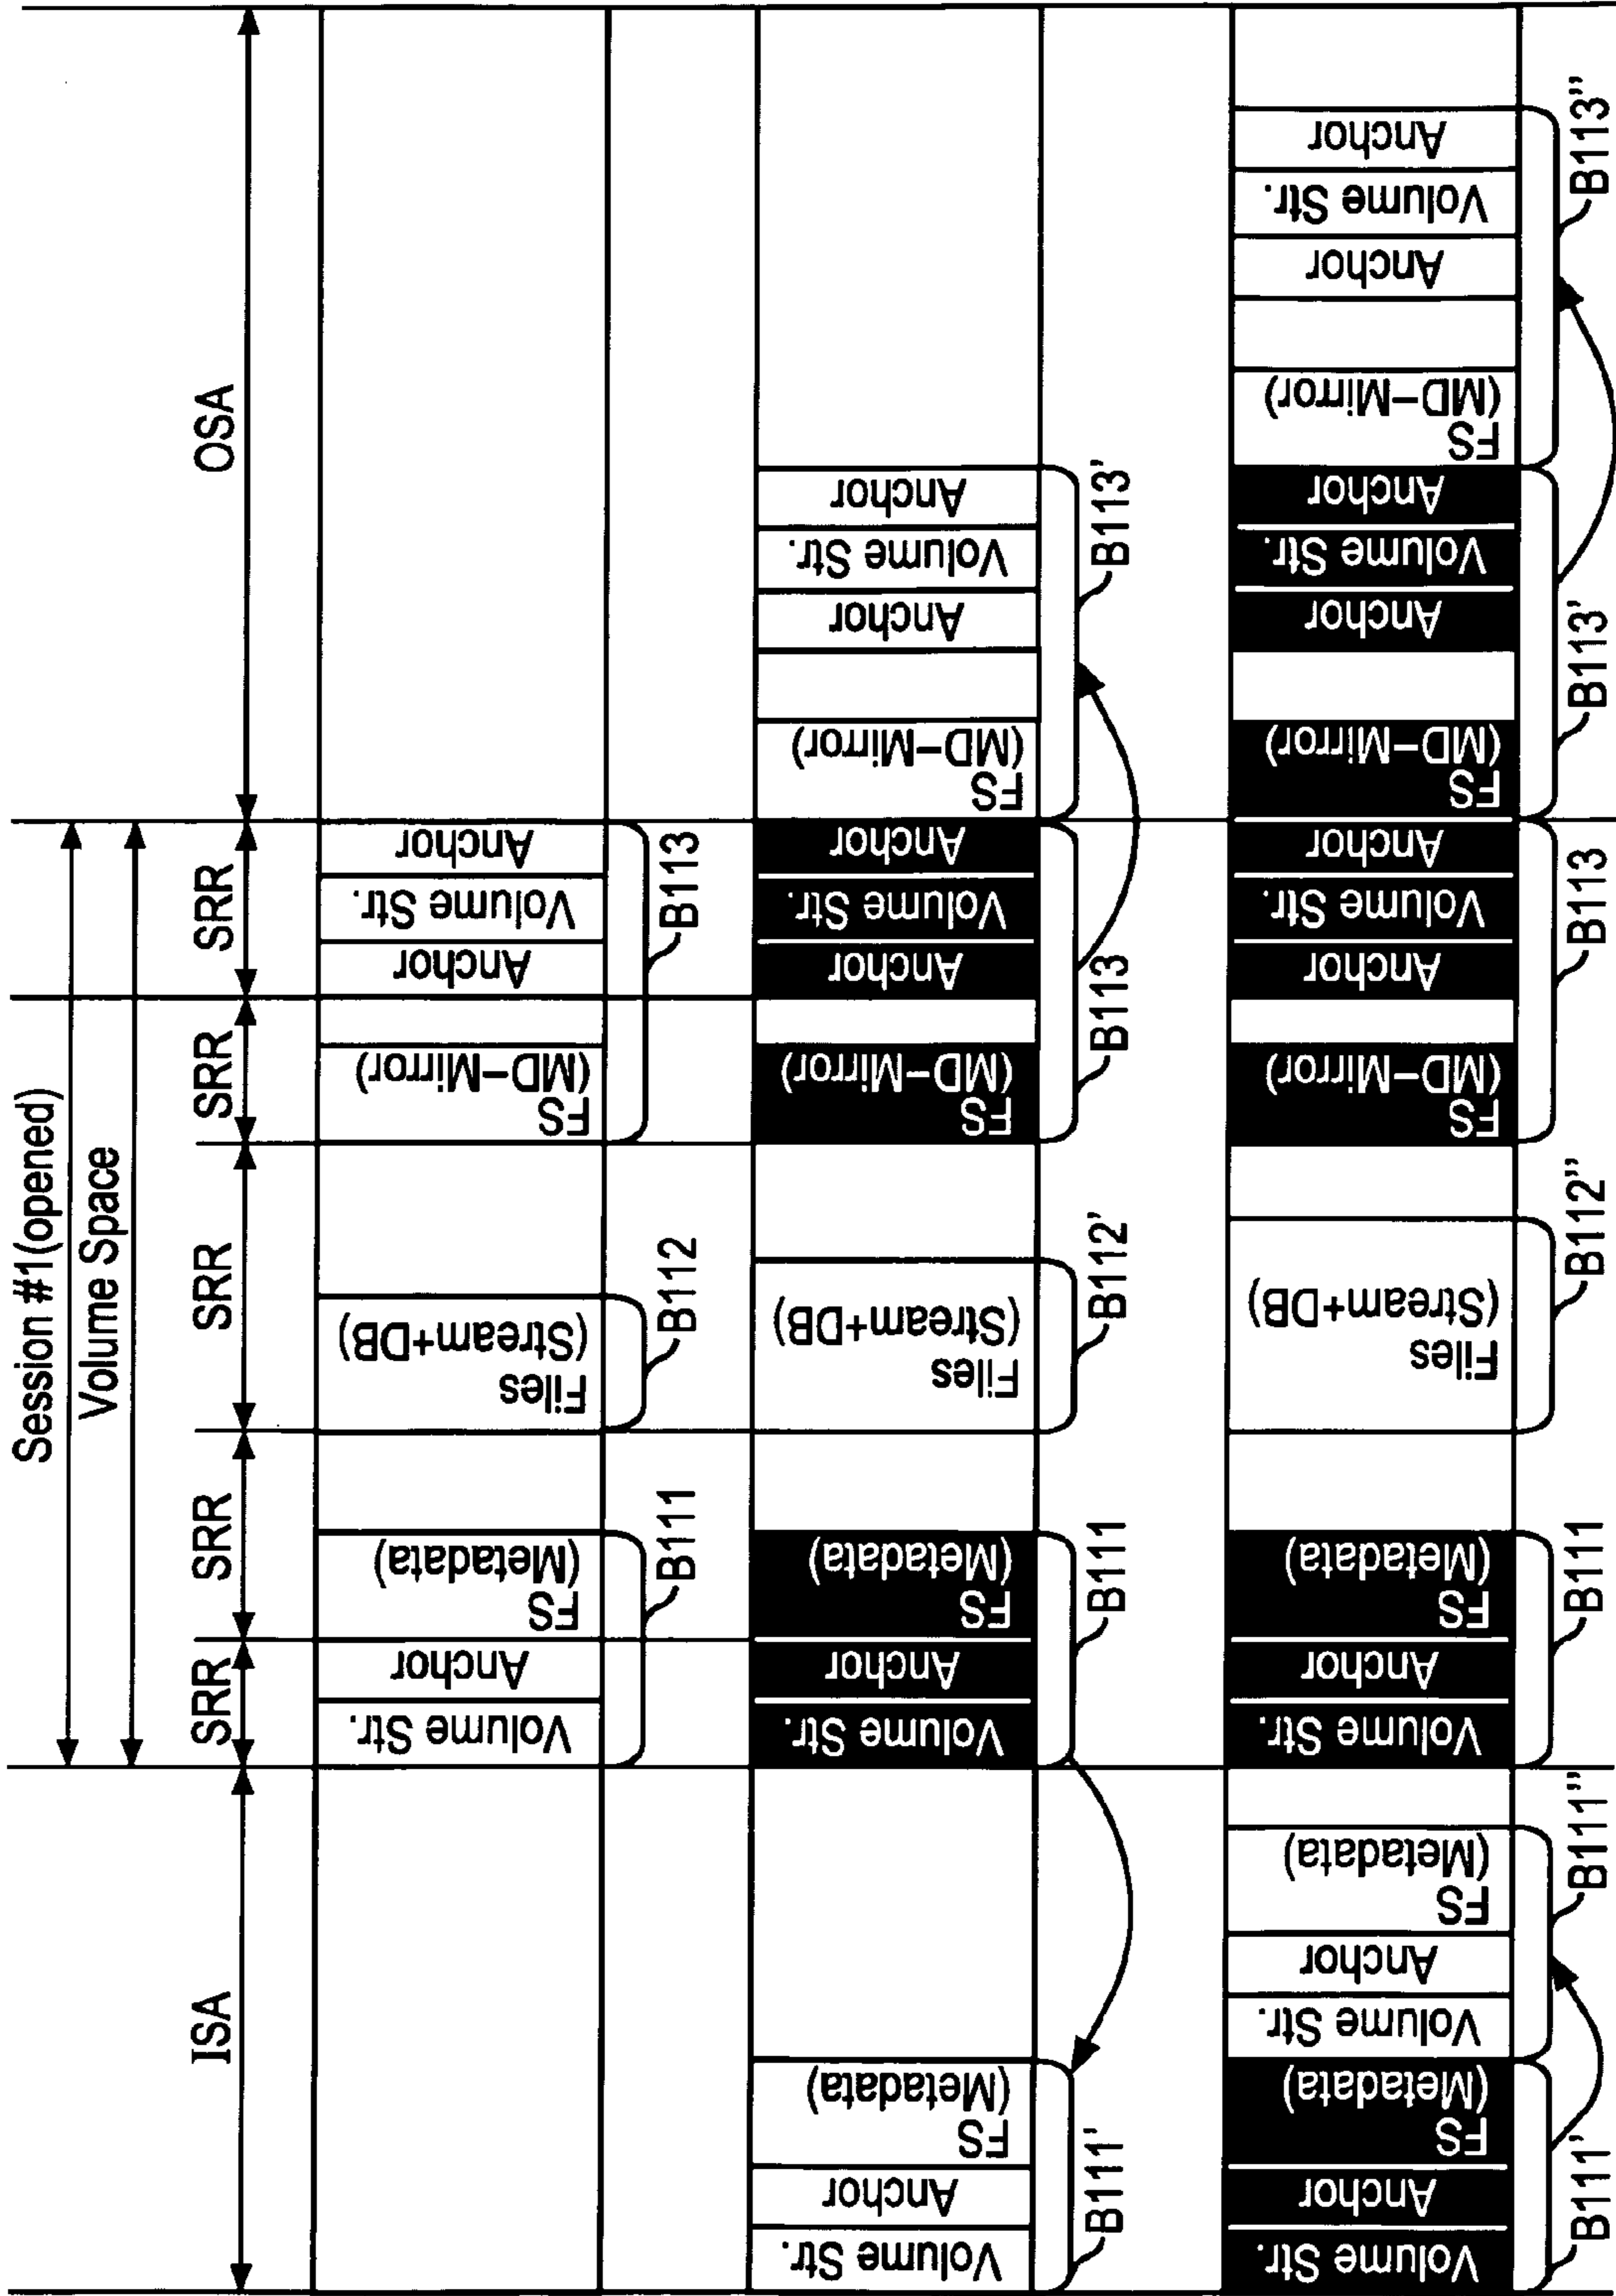 Session #1(opened)
Volume Space
ISA
SRR
SRR
SRR
SRR
SRR
OSA
Volume Str.
Anchor
FS
(Metadata)
Files
(Stream+DB)
FS
(MD-Mirror)
Anchor
Volume Str.
Anchor
B111
B112
B113
Volume Str.
Anchor
FS
(Metadata)
Volume Str.
Anchor
FS
(Metadata)
Files
(Stream+DB)
FS
(MD-Mirror)
Anchor
Volume Str.
Anchor
FS
(MD-Mirror)
Anchor
Volume Str.
Anchor
B111'
B111
B112'
B113
B113'
Volume Str.
Anchor
FS
(Metadata)
Volume Str.
Anchor
FS
(Metadata)
Volume Str.
Anchor
FS
(Metadata)
Files
(Stream+DB)
FS
(MD-Mirror)
Anchor
Volume Str.
Anchor
FS
(MD-Mirror)
Anchor
Volume Str.
Anchor
FS
(MD-Mirror)
Anchor
Volume Str.
Anchor
B111'
B111''
B111
B112''
B113
B113'
B113''